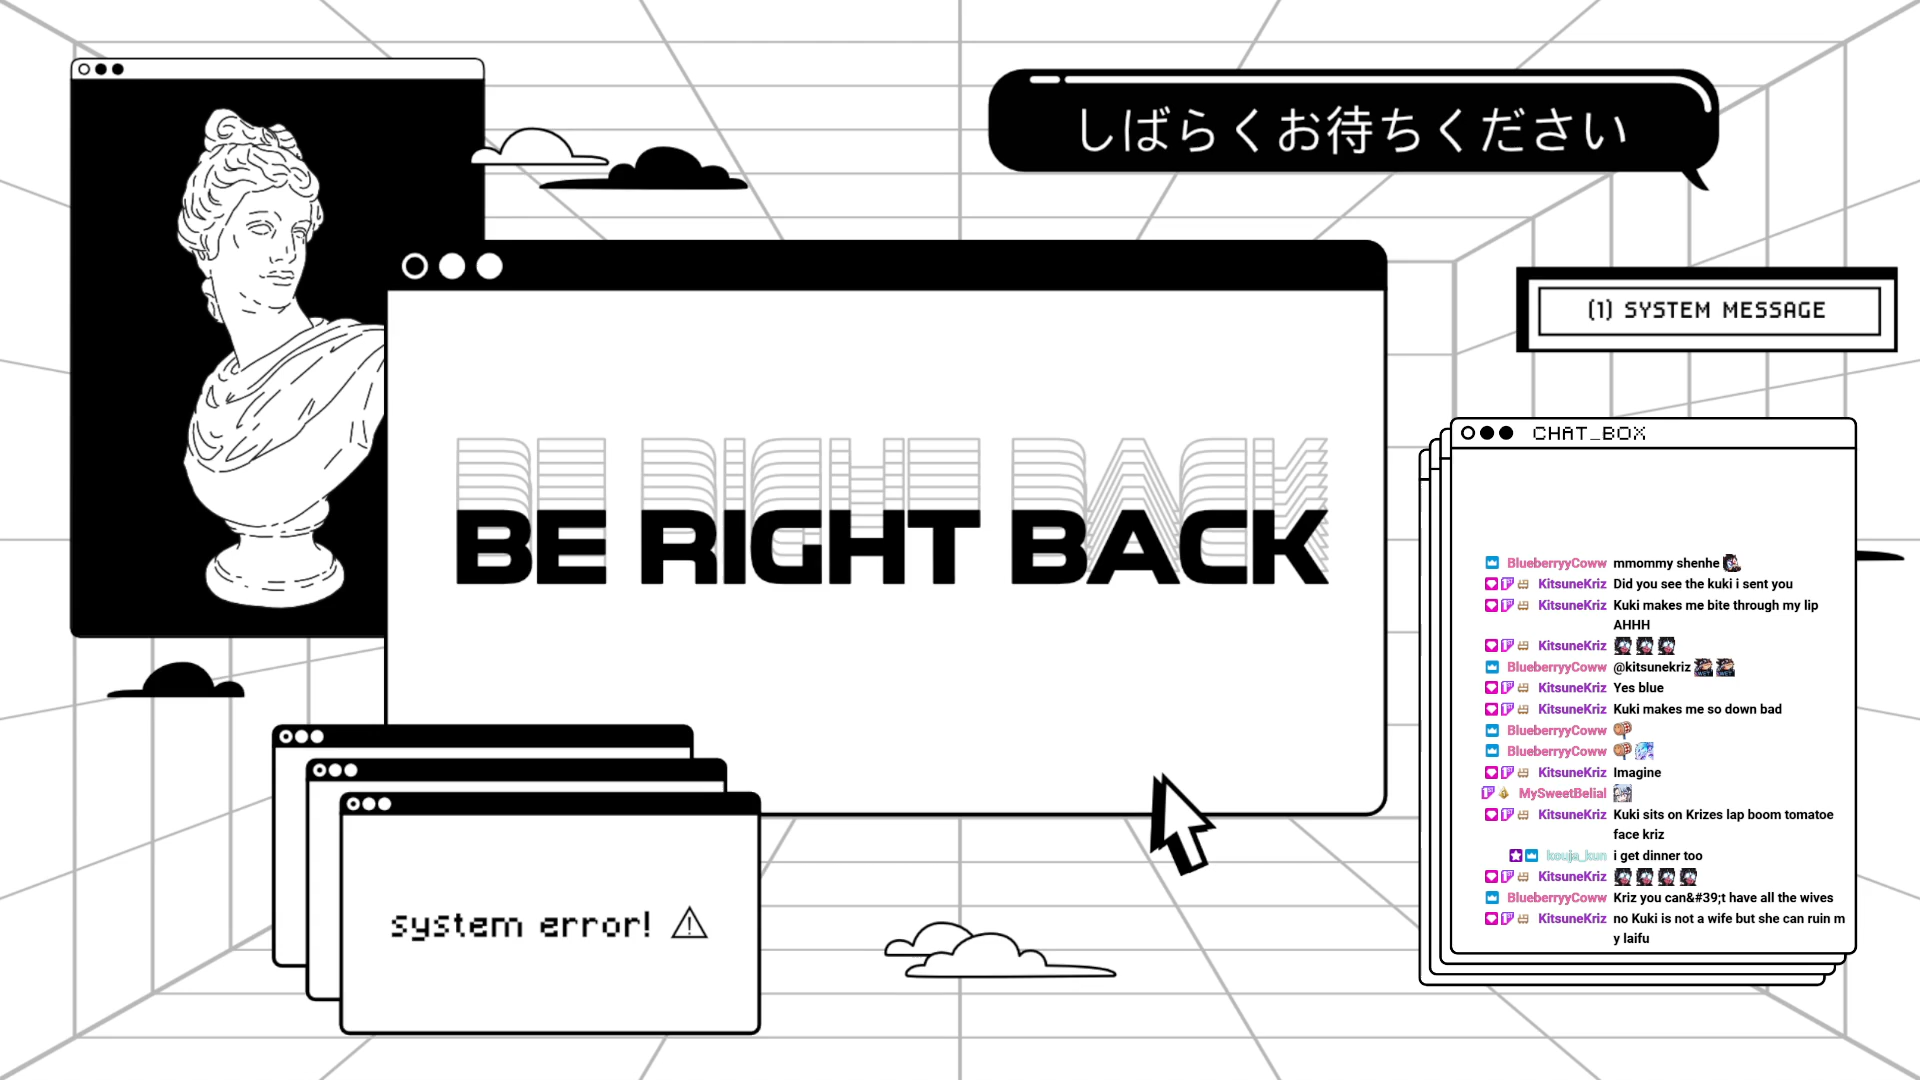 しばらくお待ちください
(1) SYSTEM MESSAGE
BE RIGHT BACK
CHAT_BOX
BlueberryyCoww mmommy shenhe
KitsuneKriz Did you see the kuki i sent you
KitsuneKriz Kuki makes me bite through my lip
AHHH
KitsuneKriz
BlueberryyCoww @kitsunekriz
KitsuneKriz Yes blue
KitsuneKriz Kuki makes me so down bad
BlueberryyCoww
BlueberryyCoww
KitsuneKriz Imagine
MySweetBelial
KitsuneKriz Kuki sits on Krizes lap boom tomatoe
face kriz
kouja_kun i get dinner too
KitsuneKriz
BlueberryyCoww Kriz you can&#39;t have all the wives
KitsuneKriz no Kuki is not a wife but she can ruin m
y laifu
system error!